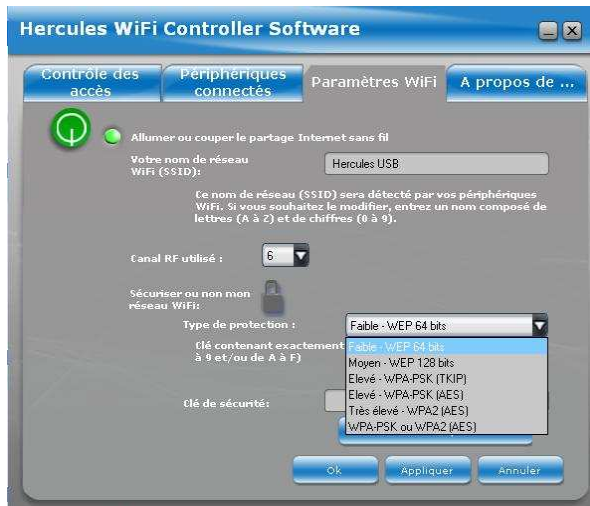 Hercules WiFi Controller Software
Contrôle des accès
Périphériques connectés
Paramètres WiFi
A propos de ...
Allumer ou couper le partage Internet sans fil
Votre nom de réseau
WiFi (SSID):
Hercules USB
Ce nom de réseau (SSID) sera détecté par vos périphériques
WiFi. Si vous souhaitez le modifier, entrez un nom composé de
lettres (A à Z) et de chiffres (0 à 9).
Canal RF utilisé :
6
Sécuriser ou non mon
réseau WiFi:
Type de protection :
Faible - WEP 64 bits
Clé contenant exactement
à 9 et/ou de A à F)
Faible - WEP 64 bits
Moyen - WEP 128 bits
Elevé - WPA-PSK (TKIP)
Elevé - WPA-PSK (AES)
Très élevé - WPA2 (AES)
WPA-PSK ou WPA2 (AES)
Clé de sécurité:
Ok
Appliquer
Annuler